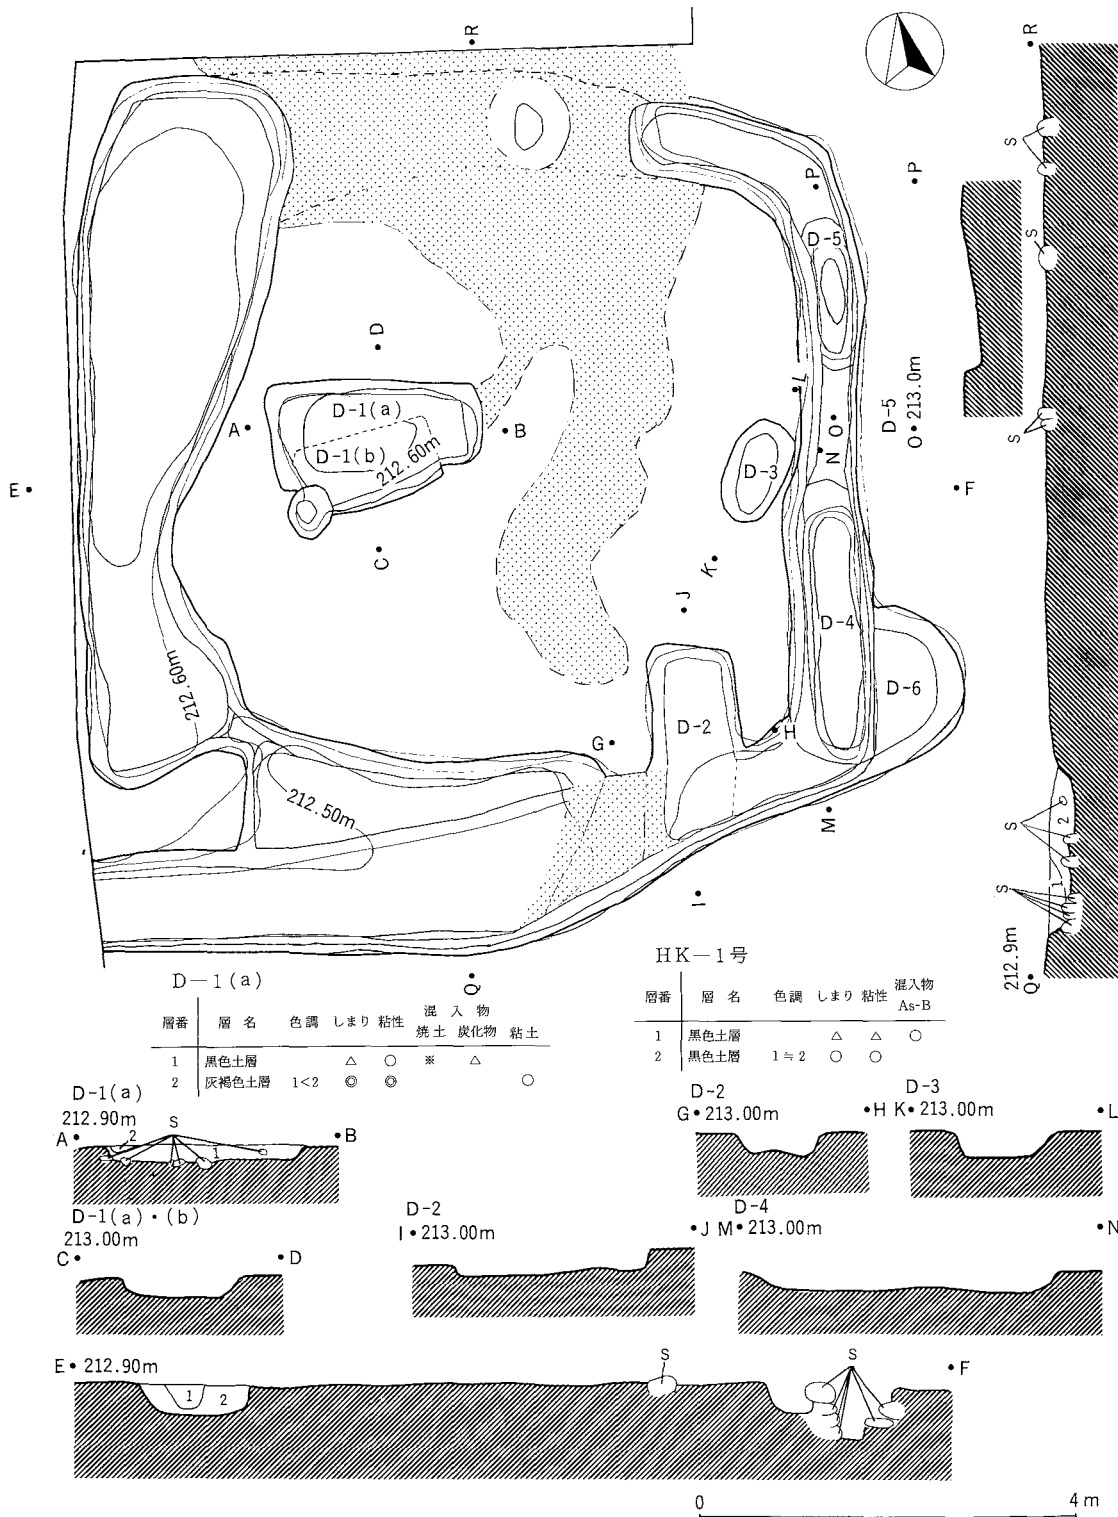 R
R
S
P
P
D-5
S
D
L
D-1(a)
A
B
O
D-5
O•213.0m
N
S
D-1(b)
212.60m
D-3
E
F
C
K
J
D-4
212.60m
D-6
D-2
G
H
212.50m
M
S
2
1
S
I
Q
212.9m
Q
D—1(a)
層番 層 名 色調 しまり 粘性 混 入 物
焼土 炭化物 粘土
1 黒色土層 △ ○ ※ △
2 灰褐色土層 1<2 ◎ ◎ ○
HK—1号
層番 層 名 色調 しまり 粘性 混入物
As-B
1 黒色土層 △ △ ○
2 黒色土層 1≒2 ○ ○
D-1(a)
212.90m
A S B
2 1
D-2
G•213.00m •H
D-3
K•213.00m •L
D-1(a)・(b)
213.00m
C• •D
D-2
I•213.00m •J
D-4
M•213.00m •N
E•212.90m S S •F
1 2
0 4m